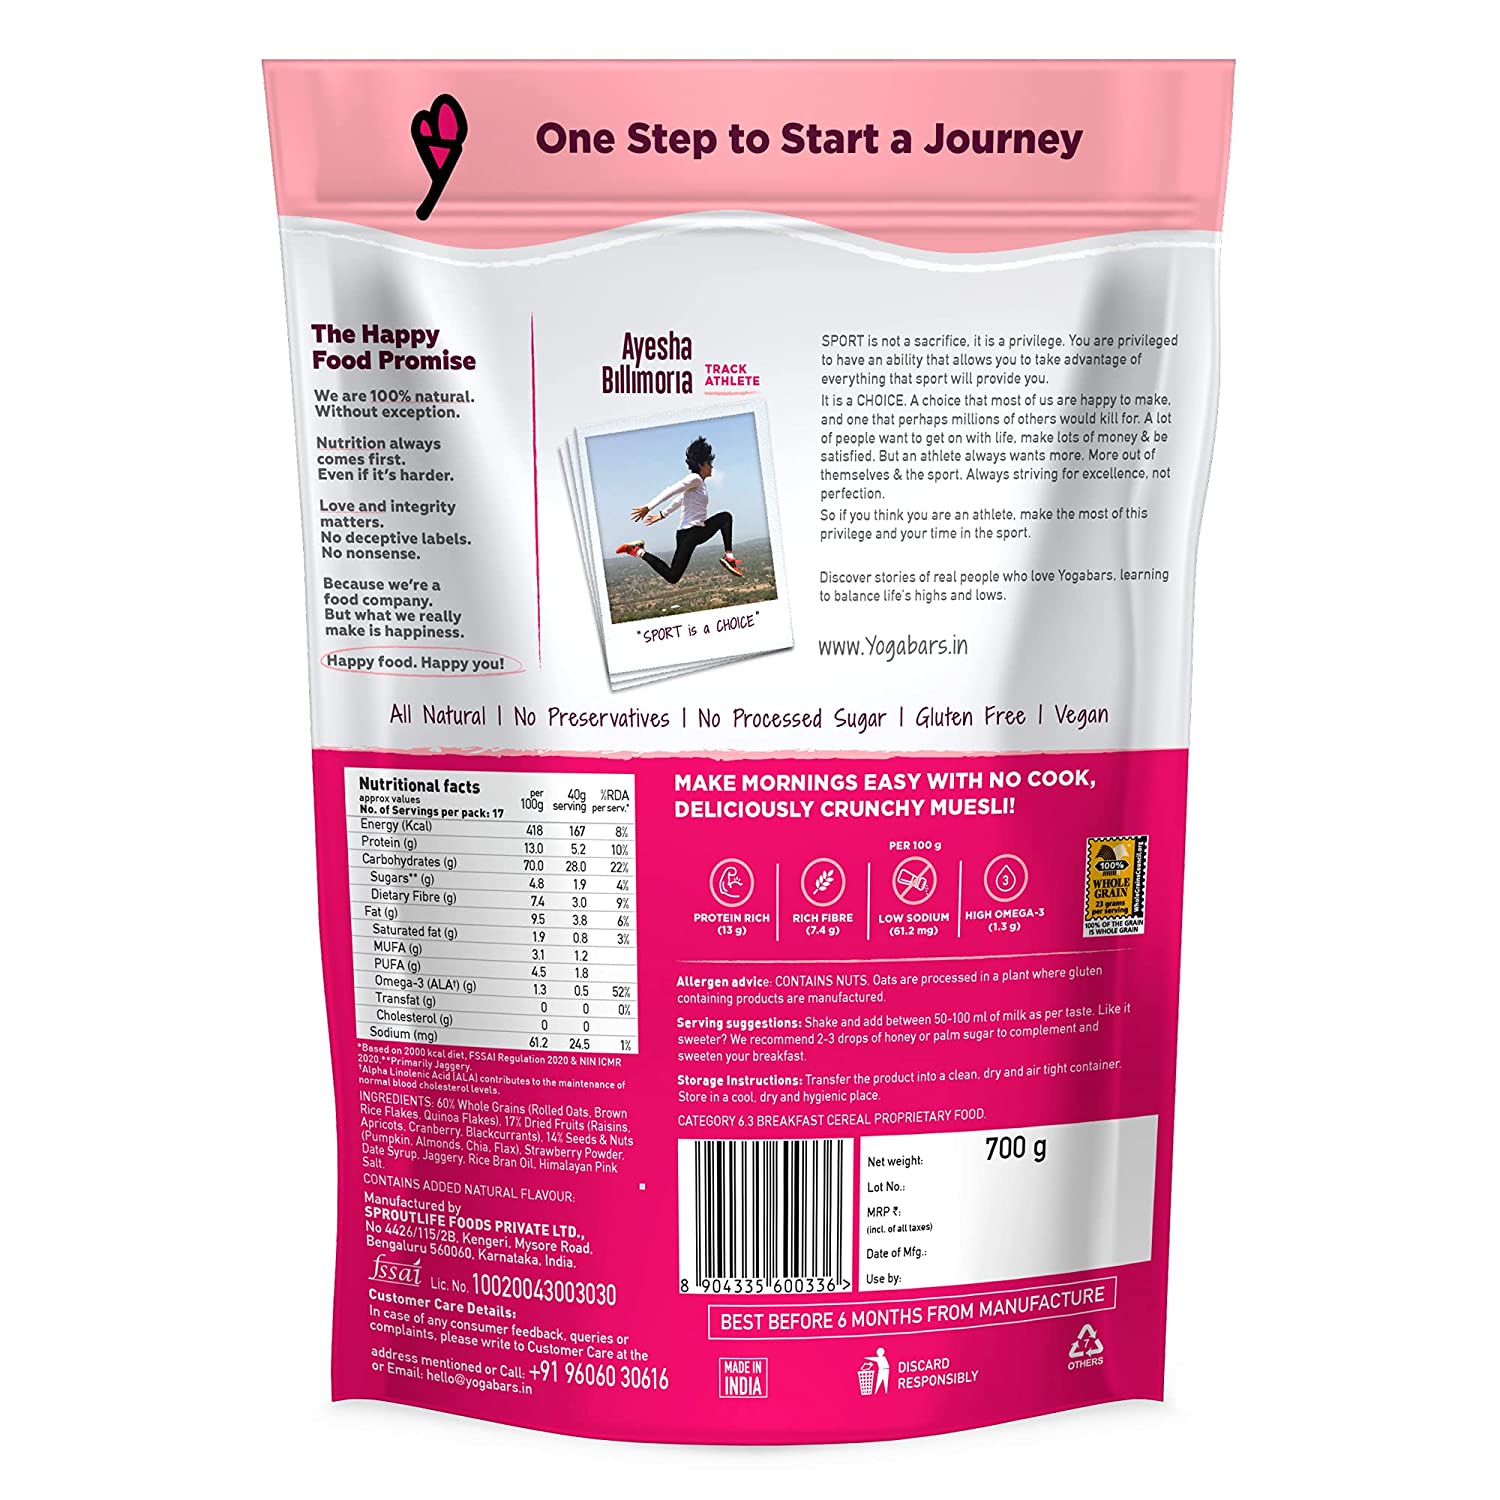 One Step to Start a Journey
The Happy
Food Promise
We are 100% natural.
Without exception.
Nutrition always
comes first.
Even if it's harder.
Love and integrity
matters.
No deceptive labels.
No nonsense.
Because we're a
food company.
But what we really
make is happiness.
Happy food. Happy you!
Ayesha
Billimoria
TRACK
ATHLETE
"SPORT is a CHOICE"
SPORT is not a sacrifice, it is a privilege. You are privileged
to have an ability that allows you to take advantage of
everything that sport will provide you.
It is a CHOICE. A choice that most of us are happy to make,
and one that perhaps millions of others would kill for. A lot
of people want to get on with life, make lots of money & be
satisfied. But an athlete always wants more. More out of
themselves & the sport. Always striving for excellence, not
perfection.
So if you think you are an athlete, make the most of this
privilege and your time in the sport.
Discover stories of real people who love Yogabars, learning
to balance life's highs and lows.
www.Yogabars.in
All Natural | No Preservatives | No Processed Sugar | Gluten Free | Vegan
Nutritional facts
approx values
No. of Servings per pack: 17
per 100g 40g serving %RDA per serv.*
Energy (Kcal) 418 167 8%
Protein (g) 13.0 5.2 10%
Carbohydrates (g) 70.0 28.0 22%
Sugars** (g) 4.8 1.9 4%
Dietary Fibre (g) 7.4 3.0 9%
Fat (g) 9.5 3.8 6%
Saturated fat (g) 1.9 0.8 3%
MUFA (g) 3.1 1.2
PUFA (g) 4.5 1.8
Omega-3 (ALA†) (g) 1.3 0.5 52%
Transfat (g) 0 0 0%
Cholesterol (g) 0 0
Sodium (mg) 61.2 24.5 1%
*Based on 2000 kcal diet, FSSAI Regulation 2020 & NIN ICMR
2020.**Primarily Jaggery.
†Alpha Linolenic Acid (ALA) contributes to the maintenance of
normal blood cholesterol levels.
INGREDIENTS: 60% Whole Grains (Rolled Oats, Brown
Rice Flakes, Quinoa Flakes). 17% Dried Fruits (Raisins,
Apricots, Cranberry, Blackcurrants). 14% Seeds & Nuts
(Pumpkin, Almonds, Chia, Flax), Strawberry Powder,
Date Syrup, Jaggery, Rice Bran Oil, Himalayan Pink
Salt.
CONTAINS ADDED NATURAL FLAVOUR:
Manufactured by
SPROUTLIFE FOODS PRIVATE LTD.,
No 4426/115/2B, Kengeri, Mysore Road,
Bengaluru 560060, Karnataka, India.
fssai Lic. No. 10020043003030
Customer Care Details:
In case of any consumer feedback, queries or
complaints, please write to Customer Care at the
address mentioned or Call: +91 96060 30616
or Email: hello@yogabars.in
MAKE MORNINGS EASY WITH NO COOK,
DELICIOUSLY CRUNCHY MUESLI!
PER 100 g
PROTEIN RICH
(13 g)
RICH FIBRE
(7.4 g)
LOW SODIUM
(61.2 mg)
3
HIGH OMEGA-3
(1.3 g)
100%
WHOLE
GRAIN
23 grams
per serving
WholeGrainCouncil.org
100% OF THE GRAIN
IS WHOLE GRAIN
Allergen advice: CONTAINS NUTS. Oats are processed in a plant where gluten
containing products are manufactured.
Serving suggestions: Shake and add between 50-100 ml of milk as per taste. Like it
sweeter? We recommend 2-3 drops of honey or palm sugar to complement and
sweeten your breakfast.
Storage Instructions: Transfer the product into a clean, dry and air tight container.
Store in a cool, dry and hygienic place.
CATEGORY 6.3 BREAKFAST CEREAL PROPRIETARY FOOD.
8 904335 600336 >
Net weight: 700 g
Lot No.:
MRP ₹:
(incl. of all taxes)
Date of Mfg.:
Use by:
BEST BEFORE 6 MONTHS FROM MANUFACTURE
MADE IN
INDIA
DISCARD
RESPONSIBLY
7
OTHERS